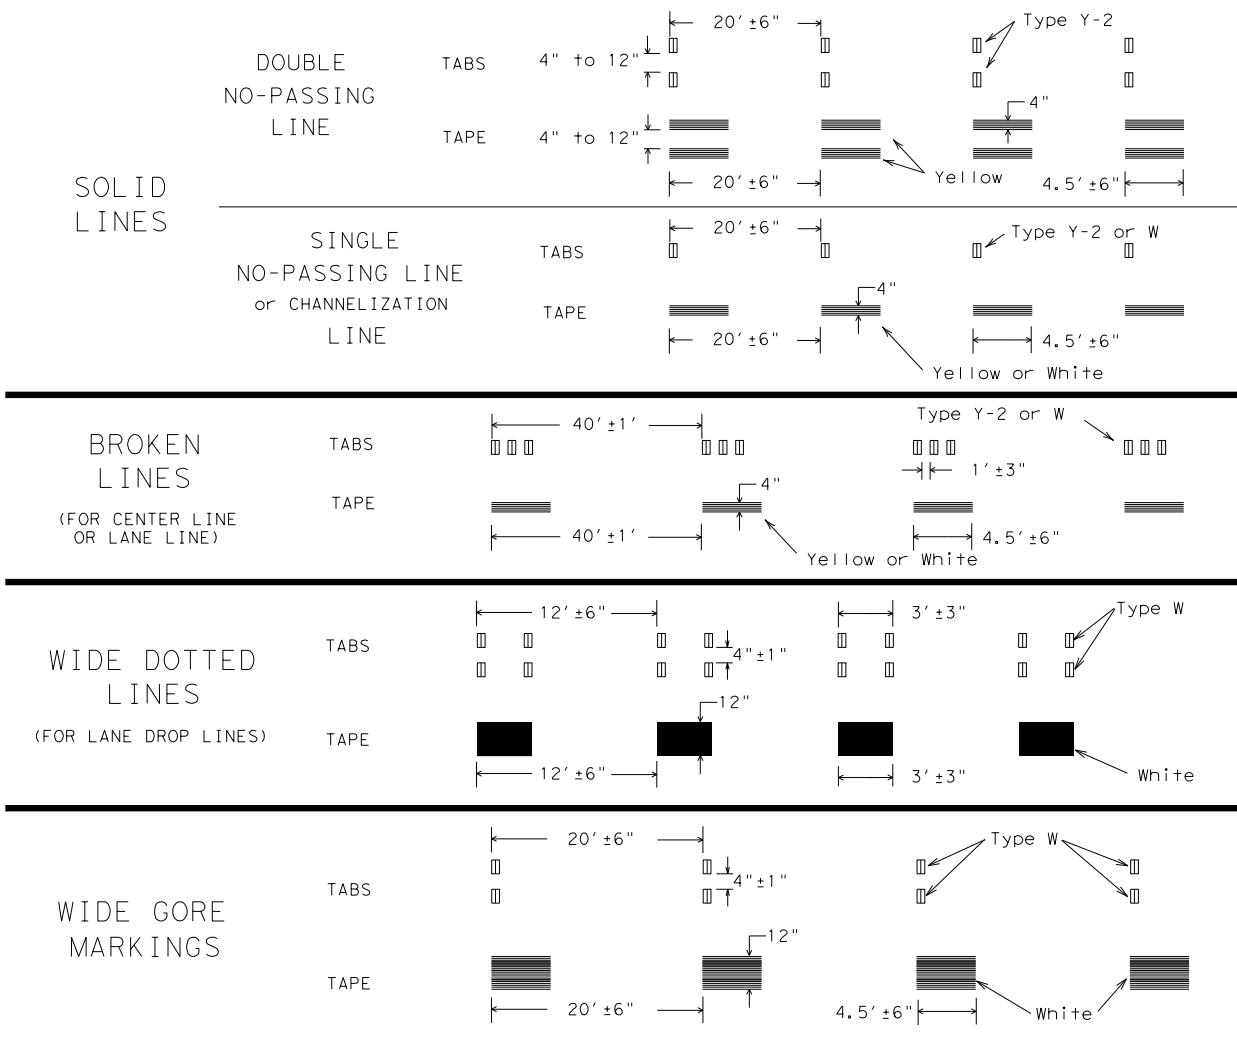 SOLID
LINES
DOUBLE
NO-PASSING
LINE
TABS
4" to 12"
20'±6"
Type Y-2
TAPE
4" to 12"
4"
Yellow
20'±6"
4.5'±6"
SINGLE
NO-PASSING LINE
or CHANNELIZATION
LINE
TABS
20'±6"
Type Y-2 or W
TAPE
4"
20'±6"
4.5'±6"
Yellow or White
BROKEN
LINES
(FOR CENTER LINE
OR LANE LINE)
TABS
40'±1'
Type Y-2 or W
1'±3"
TAPE
4"
40'±1'
4.5'±6"
Yellow or White
WIDE DOTTED
LINES
(FOR LANE DROP LINES)
TABS
12'±6"
3'±3"
Type W
4"±1"
TAPE
12"
12'±6"
3'±3"
White
WIDE GORE
MARKINGS
TABS
20'±6"
Type W
4"±1"
TAPE
12"
20'±6"
4.5'±6"
White